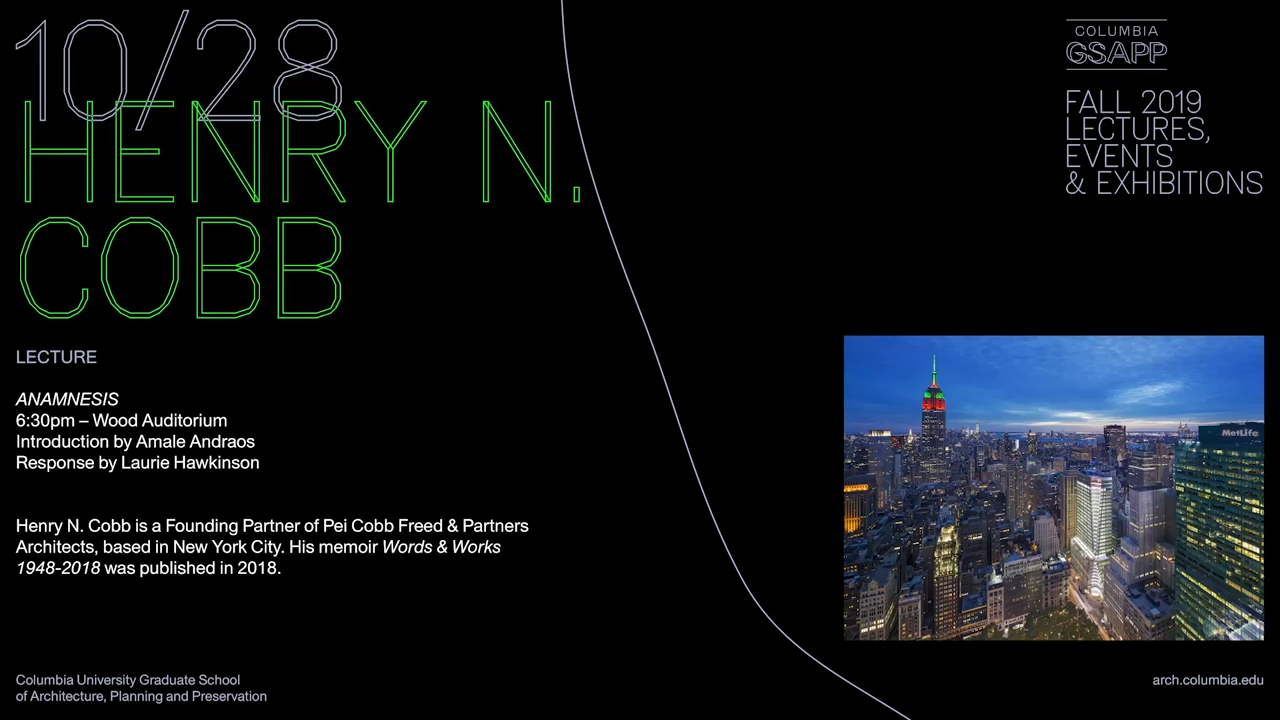 10/28
HENRY N.
COBB
LECTURE
ANAMNESIS
6:30pm – Wood Auditorium
Introduction by Amale Andraos
Response by Laurie Hawkinson
Henry N. Cobb is a Founding Partner of Pei Cobb Freed & Partners
Architects, based in New York City. His memoir Words & Works
1948-2018 was published in 2018.
Columbia University Graduate School
of Architecture, Planning and Preservation
COLUMBIA
GSAPP
FALL 2019
LECTURES,
EVENTS
& EXHIBITIONS
MetLife
arch.columbia.edu